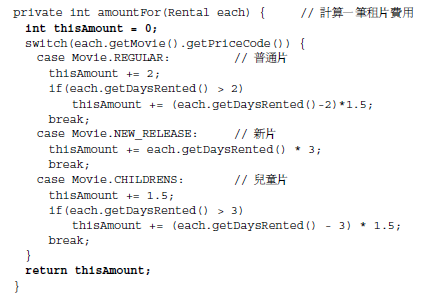 private int amountFor(Rental each) {     // 計算一筆租片費用
  int thisAmount = 0;
  switch(each.getMovie().getPriceCode()) {
    case Movie.REGULAR:         // 普通片
      thisAmount += 2;
      if(each.getDaysRented() > 2)
         thisAmount += (each.getDaysRented()-2)*1.5;
      break;
    case Movie.NEW_RELEASE:     // 新片
      thisAmount += each.getDaysRented() * 3;
      break;
    case Movie.CHILDRENS:       // 兒童片
      thisAmount += 1.5;
      if(each.getDaysRented() > 3)
         thisAmount += (each.getDaysRented() - 3) * 1.5;
      break;
  }
  return thisAmount;
}